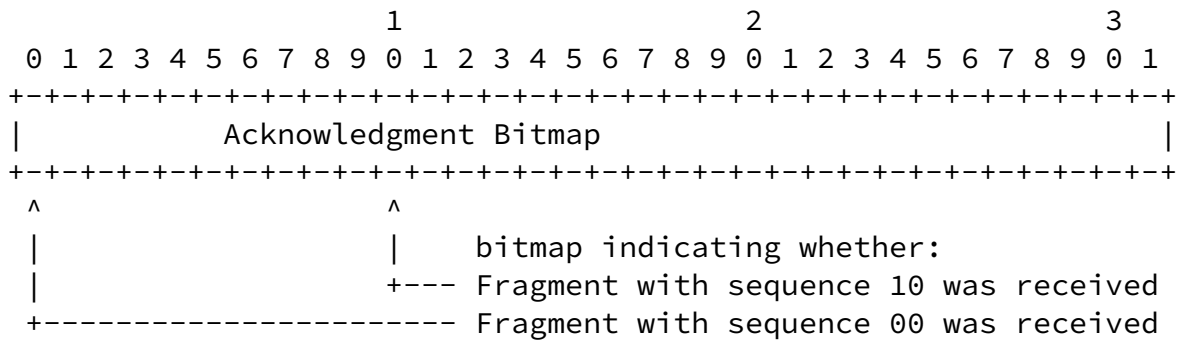 1                   2                   3
 0 1 2 3 4 5 6 7 8 9 0 1 2 3 4 5 6 7 8 9 0 1 2 3 4 5 6 7 8 9 0 1
+-+-+-+-+-+-+-+-+-+-+-+-+-+-+-+-+-+-+-+-+-+-+-+-+-+-+-+-+-+-+-+-+
|           Acknowledgment Bitmap                               |
+-+-+-+-+-+-+-+-+-+-+-+-+-+-+-+-+-+-+-+-+-+-+-+-+-+-+-+-+-+-+-+-+
 ^                   ^
 |                   |    bitmap indicating whether:
 |                   +--- Fragment with sequence 10 was received
 +----------------------- Fragment with sequence 00 was received